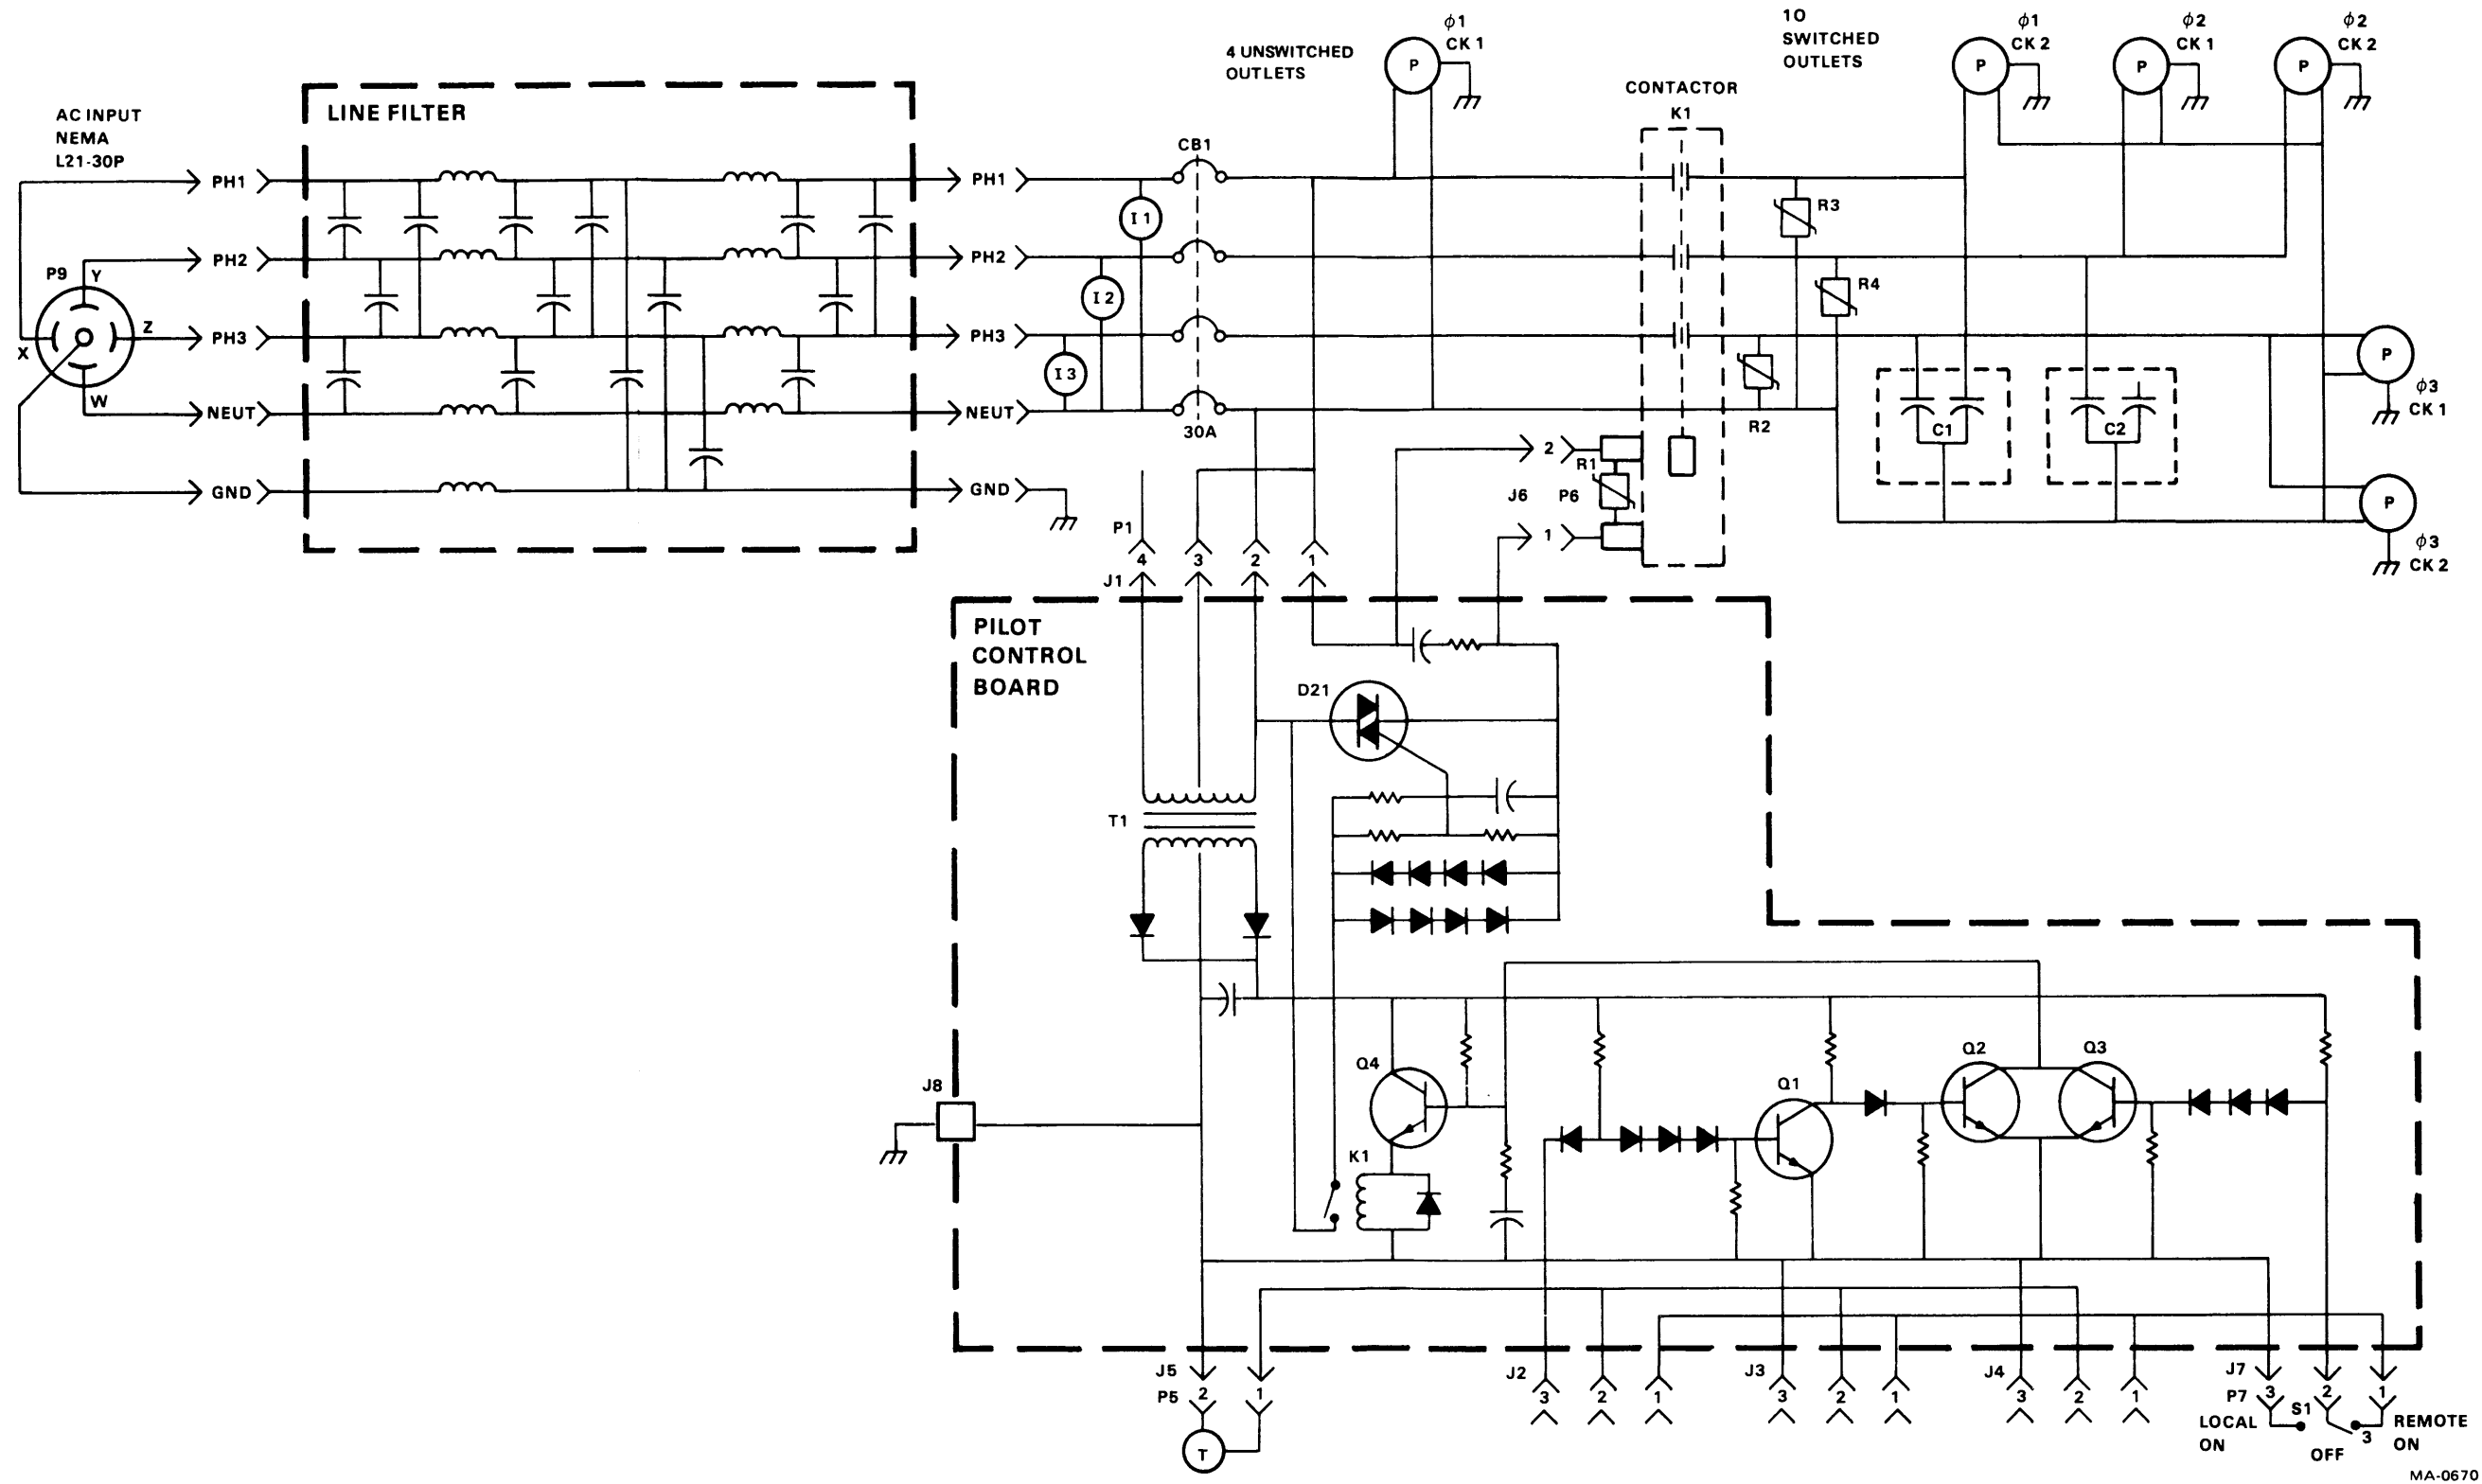 AC INPUT
NEMA
L21-30P
P9
X
Y
Z
W
LINE FILTER
PH1
PH2
PH3
NEUT
GND
PH1
PH2
PH3
NEUT
GND
I 1
I 2
I 3
CB1
30A
4 UNSWITCHED
OUTLETS
P
ϕ1
CK 1
CONTACTOR
K1
10
SWITCHED
OUTLETS
P
ϕ1
CK 2
P
ϕ2
CK 1
P
ϕ2
CK 2
R3
R4
R2
C1
C2
P
ϕ3
CK 1
P
ϕ3
CK 2
2
R1
J6
P6
1
P1
4
3
2
1
J1
PILOT
CONTROL
BOARD
D21
T1
J8
Q4
K1
Q1
Q2
Q3
J5
P5
2
1
T
J2
3
2
1
J3
3
2
1
J4
3
2
1
J7
P7
3
2
1
S1
LOCAL
ON
OFF
3
REMOTE
ON
MA-0670